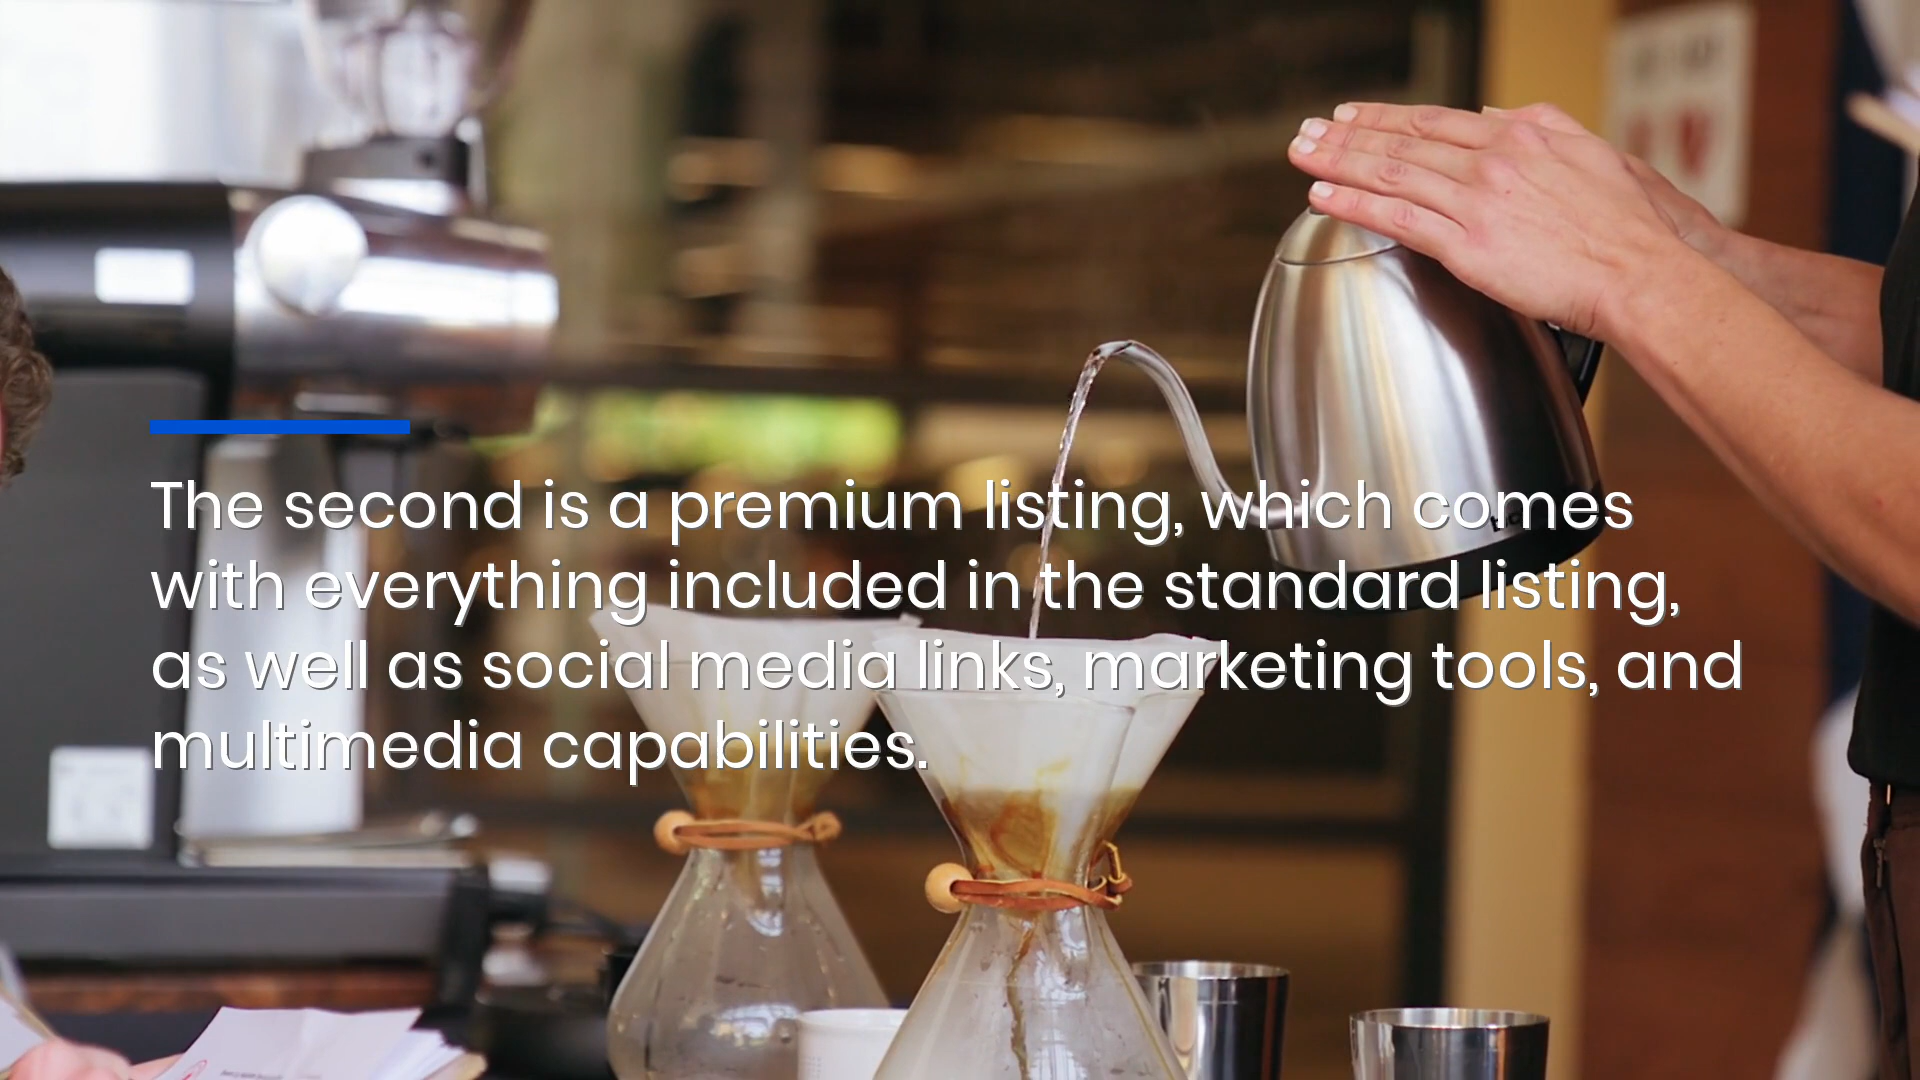 The second is a premium listing, which comes
with everything included in the standard listing,
as well as social media links, marketing tools, and
multimedia capabilities.